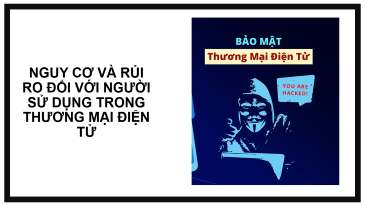 NGUY CƠ VÀ RỦI
RO ĐỐI VỚI NGƯỜI
SỬ DỤNG TRONG
THƯƠNG MẠI ĐIỆN
TỬ
BẢO MẬT
Thương Mại Điện Tử
YOU ARE
HACKED!